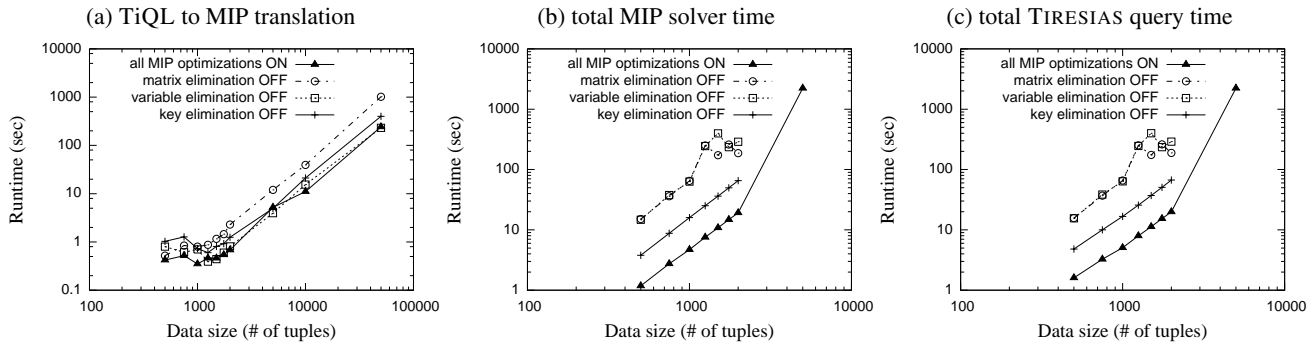 (a) TiQL to MIP translation
10000
1000
100
10
1
0.1
100
1000
10000
100000
Runtime (sec)
Data size (# of tuples)
all MIP optimizations ON
matrix elimination OFF
variable elimination OFF
key elimination OFF
(b) total MIP solver time
10000
1000
100
10
1
100
1000
10000
Runtime (sec)
Data size (# of tuples)
all MIP optimizations ON
matrix elimination OFF
variable elimination OFF
key elimination OFF
(c) total TIRESIAS query time
10000
1000
100
10
1
100
1000
10000
Runtime (sec)
Data size (# of tuples)
all MIP optimizations ON
matrix elimination OFF
variable elimination OFF
key elimination OFF